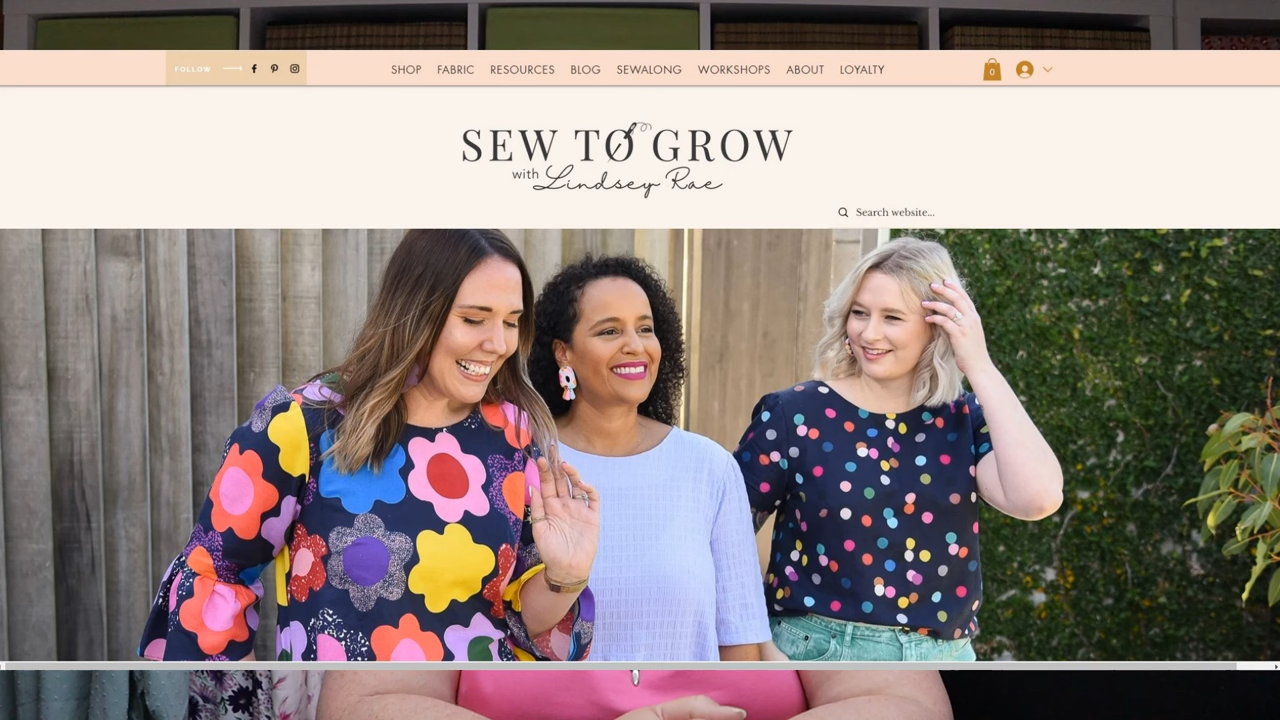 FOLLOW
SHOP FABRIC RESOURCES BLOG SEWALONG WORKSHOPS ABOUT LOYALTY
0
SEW TO GROW
with Lindsey Rae
Search website...